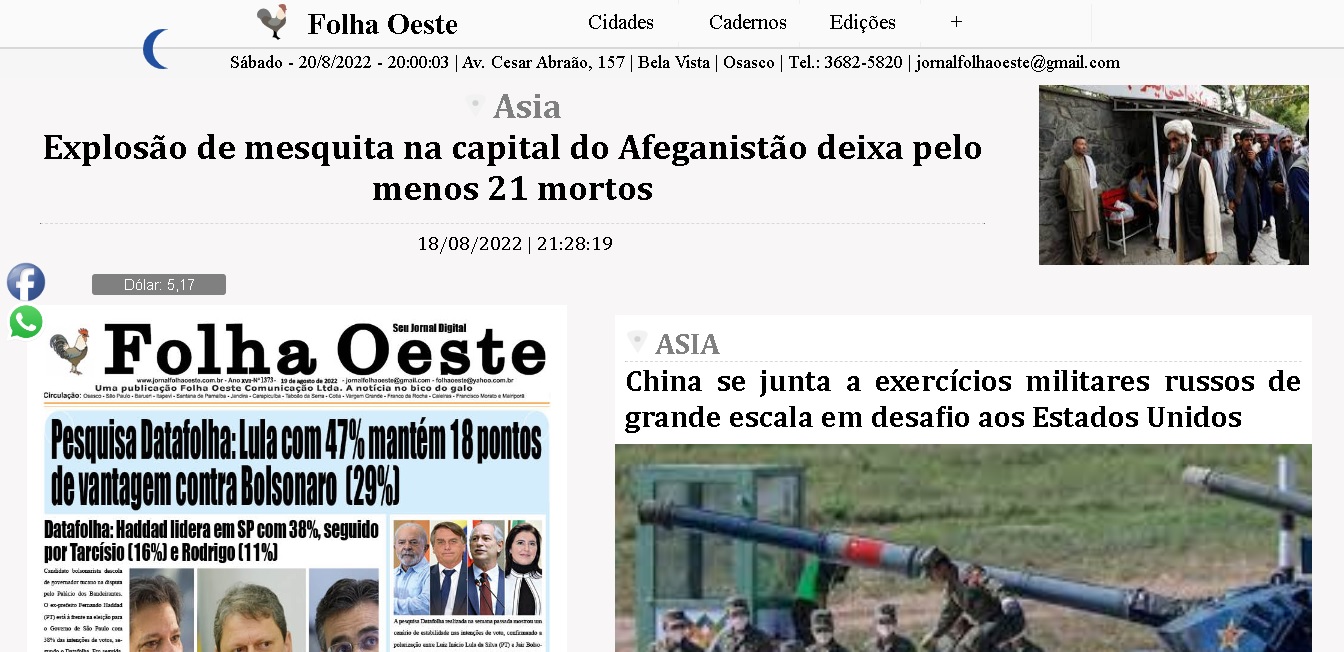 Folha Oeste
Cidades
Cadernos
Edições
+
Sábado - 20/8/2022 - 20:00:03 | Av. Cesar Abraão, 157 | Bela Vista | Osasco | Tel.: 3682-5820 | jornalfolhaoeste@gmail.com
Asia
Explosão de mesquita na capital do Afeganistão deixa pelo
menos 21 mortos
18/08/2022 | 21:28:19
Dólar: 5,17
Seu Jornal Digital
Folha Oeste
www.jornalfolhaoeste.com.br - Ano XVII-Nº1373- 19 de agosto de 2022 - jornalfolhaoeste@gmail.com - folhaoeste@yahoo.com.br
Uma publicação Folha Oeste Comunicação Ltda. A notícia no bico do galo
Circulação: Osasco - São Paulo - Barueri - Itapevi - Santana de Parnaíba - Jandira - Carapicuíba - Taboão da Serra - Cotia - Vargem Grande - Franco da Rocha - Caieiras - Francisco Morato e Mairiporã
Pesquisa Datafolha: Lula com 47% mantém 18 pontos
de vantagem contra Bolsonaro (29%)
Datafolha: Haddad lidera em SP com 38%, seguido
por Tarcísio (16%) e Rodrigo (11%)
Candidato bolsonarista descola
de governador tucano na disputa
pelo Palácio dos Bandeirantes.
O ex-prefeito Fernando Haddad
(PT) está à frente na eleição para
o Governo de São Paulo com
38% das intenções de voto, se-
gundo o Datafolha. Em seguida,
A pesquisa Datafolha realizada na semana passada mostrou um
cenário de estabilidade nas intenções de voto, confirmando a
polarização entre Luiz Inácio Lula da Silva (PT) e Jair Bolso-
ASIA
China se junta a exercícios militares russos de
grande escala em desafio aos Estados Unidos